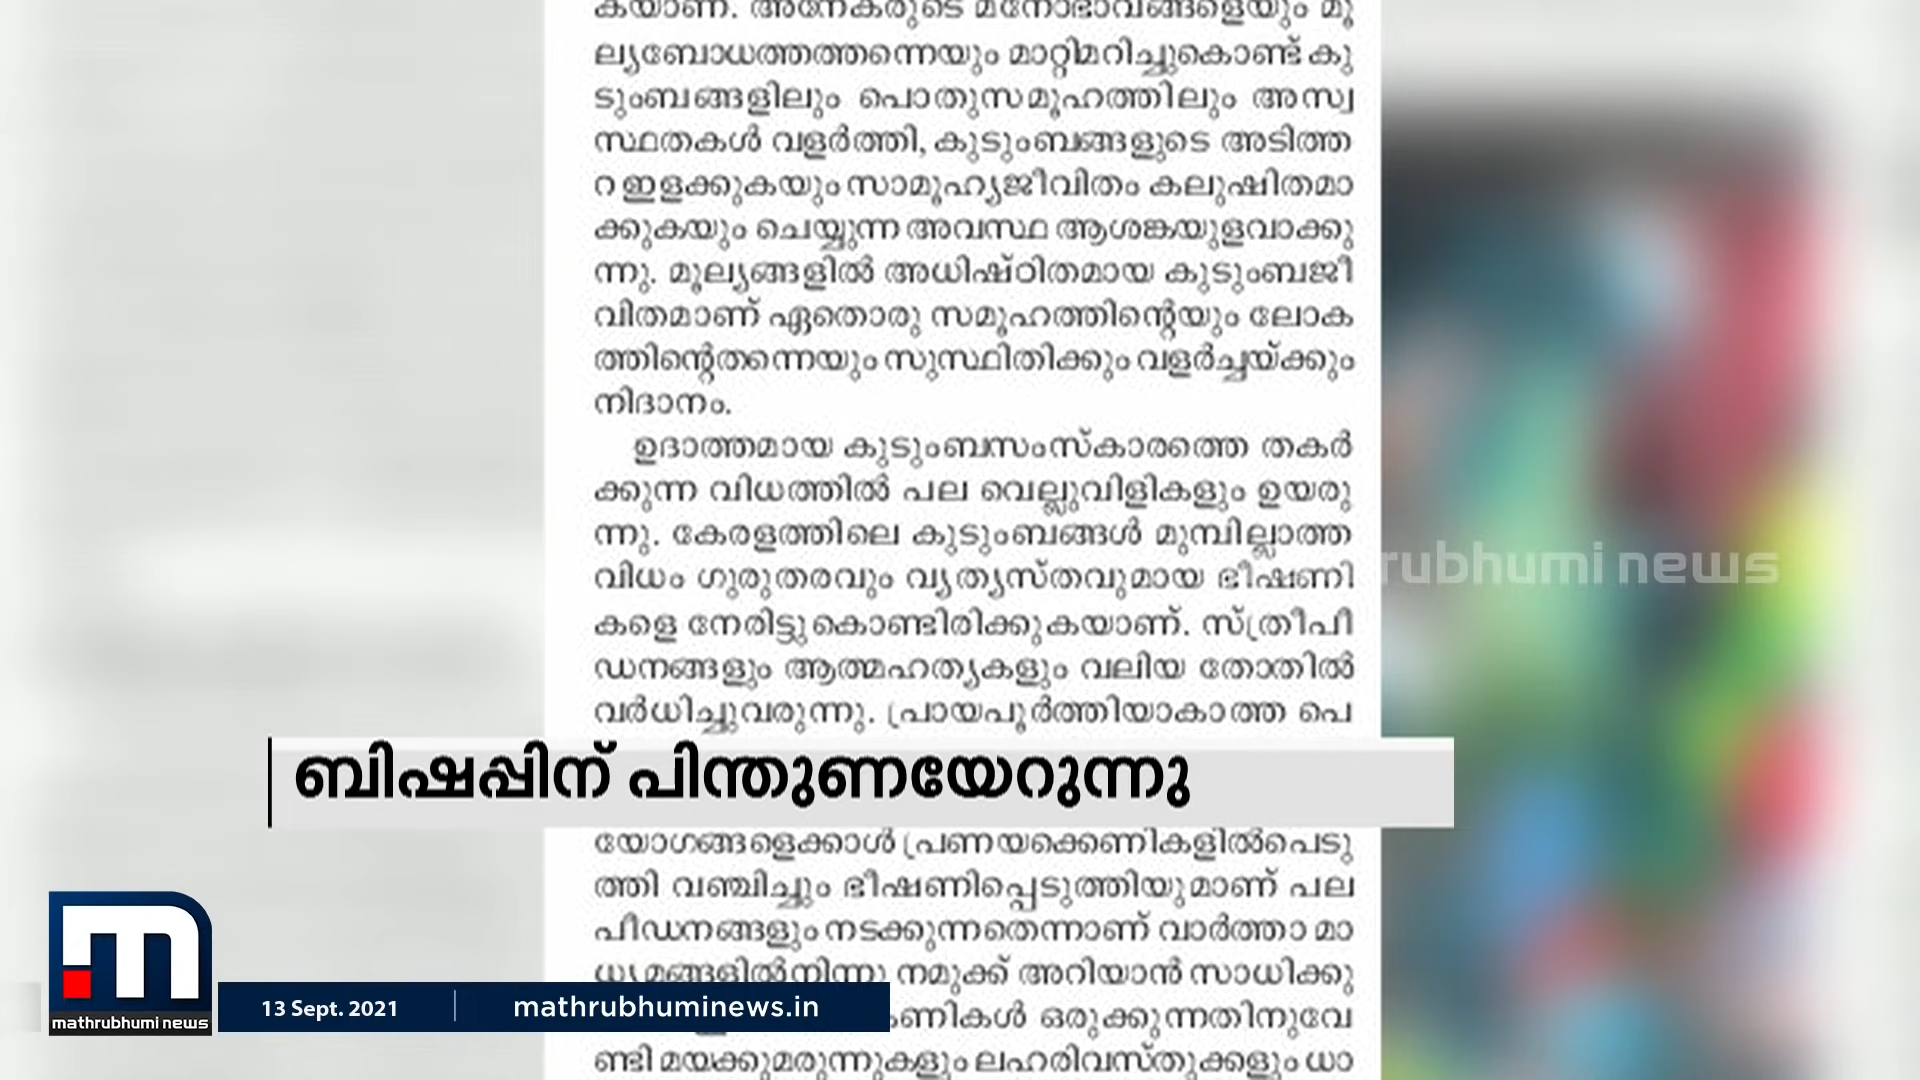 കയാണ്. അനേകരുടെ മനോഭാവങ്ങളെയും മൂ
ല്യബോധത്തെത്തന്നെയും മാറ്റിമറിച്ചുകൊണ്ട് കു
ടുംബങ്ങളിലും പൊതുസമൂഹത്തിലും അസ്വ
സ്ഥതകൾ വളർത്തി, കുടുംബങ്ങളുടെ അടിത്ത
റ ഇളക്കുകയും സാമൂഹ്യജീവിതം കലുഷിതമാ
ക്കുകയും ചെയ്യുന്ന അവസ്ഥ ആശങ്കയുളവാക്കു
ന്നു. മൂല്യങ്ങളിൽ അധിഷ്ഠിതമായ കുടുംബജീ
വിതമാണ് ഏതൊരു സമൂഹത്തിന്റെയും ലോക
ത്തിന്റെതന്നെയും സുസ്ഥിതിക്കും വളർച്ചയ്ക്കും
നിദാനം.
ഉദാത്തമായ കുടുംബസംസ്കാരത്തെ തകർ
ക്കുന്ന വിധത്തിൽ പല വെല്ലുവിളികളും ഉയരു
ന്നു. കേരളത്തിലെ കുടുംബങ്ങൾ മുമ്പില്ലാത്ത
വിധം ഗുരുതരവും വ്യത്യസ്തവുമായ ഭീഷണി
കളെ നേരിട്ടുകൊണ്ടിരിക്കുകയാണ്. സ്ത്രീപീ
ഡനങ്ങളും ആത്മഹത്യകളും വലിയ തോതിൽ
വർധിച്ചുവരുന്നു. പ്രായപൂർത്തിയാകാത്ത പെ
rubhumi news
ബിഷപ്പിന് പിന്തുണയേറുന്നു
യോഗങ്ങളെക്കാൾ പ്രണയക്കെണികളിൽപെടു
ത്തി വഞ്ചിച്ചും ഭീഷണിപ്പെടുത്തിയുമാണ് പല
പീഡനങ്ങളും നടക്കുന്നതെന്നാണ് വാർത്താ മാ
ധ്യമങ്ങളിൽനിന്നു നമുക്ക് അറിയാൻ സാധിക്കു
കണികൾ ഒരുക്കുന്നതിനുവേ
ണ്ടി മയക്കുമരുന്നുകളും ലഹരിവസ്തുക്കളും ധാ
mathrubhumi news
13 Sept. 2021
mathrubhuminews.in